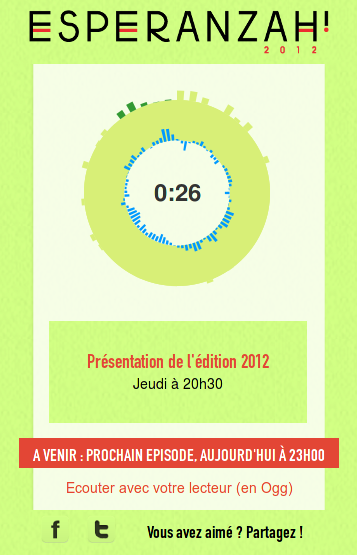 ESPERANZAH!
2012
0:26
Présentation de l'édition 2012
Jeudi à 20h30
A VENIR : PROCHAIN EPISODE, AUJOURD'HUI À 23H00
Ecouter avec votre lecteur (en Ogg)
f t Vous avez aimé ? Partagez !